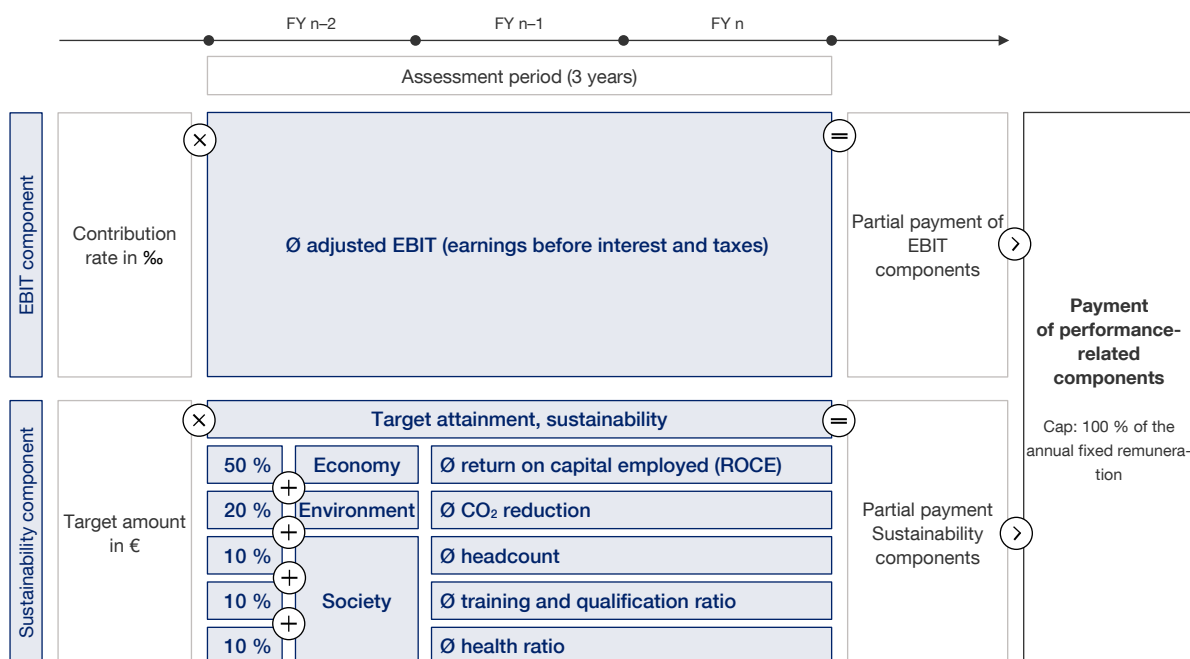 FY n–2
FY n–1
FY n
Assessment period (3 years)
EBIT component
Contribution
rate in ‰
×
Ø adjusted EBIT (earnings before interest and taxes)
=
Partial payment of
EBIT
components
>
Payment
of performance-
related
components
Cap: 100 % of the
annual fixed remunera-
tion
Sustainability component
Target amount
in €
×
Target attainment, sustainability
=
50 %
Economy
Ø return on capital employed (ROCE)
+
20 %
Environment
Ø CO₂ reduction
+
10 %
Society
Ø headcount
+
10 %
Ø training and qualification ratio
+
10 %
Ø health ratio
Partial payment
Sustainability
components
>